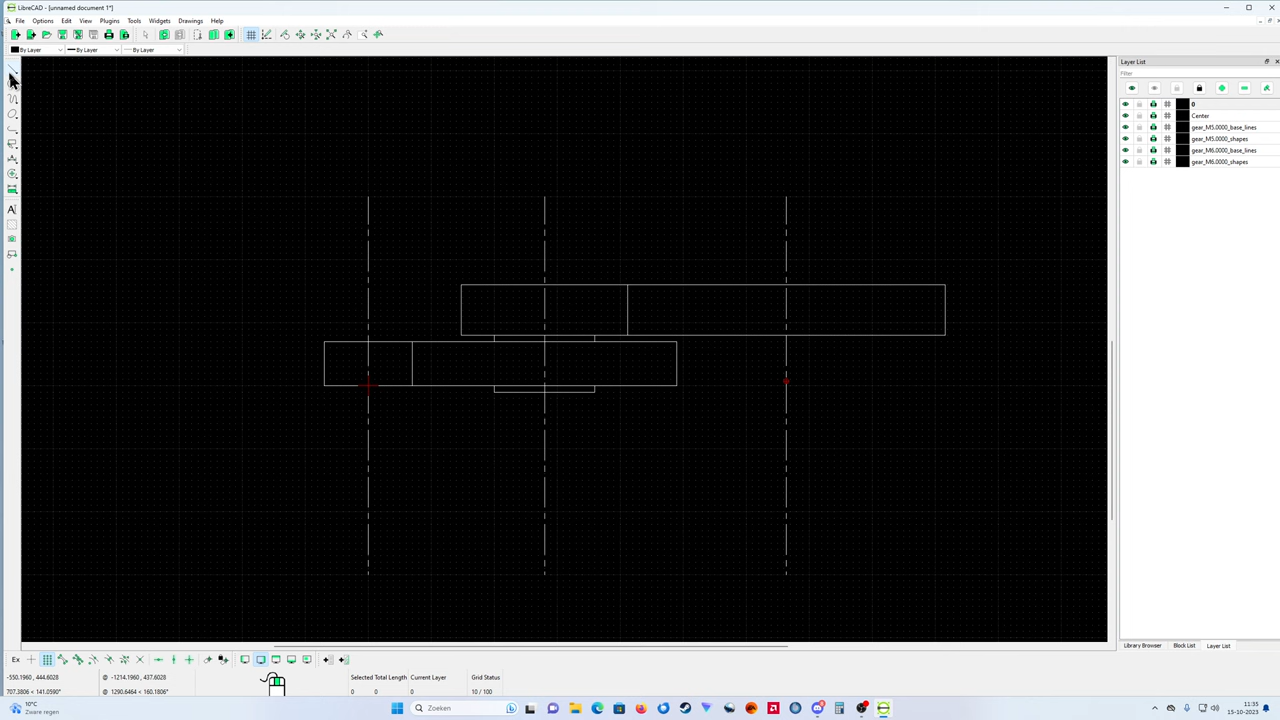 LibreCAD - [unnamed document 1*]
File Options Edit View Plugins Tools Widgets Drawings Help
By Layer By Layer By Layer
Layer List
Filter
0
Center
gear_M5.0000_base_lines
gear_M5.0000_shapes
gear_M6.0000_base_lines
gear_M6.0000_shapes
Library Browser Block List Layer List
Ex
-550.1960 , 444.6028 @ -1214.1960 , 437.6028 Selected Total Length Current Layer Grid Status
707.3806 < 141.0590° @ 1290.6464 < 160.1806° 0 0 0 10 / 100
10°C
Zware regen
Zoeken
11:35
15-10-2023